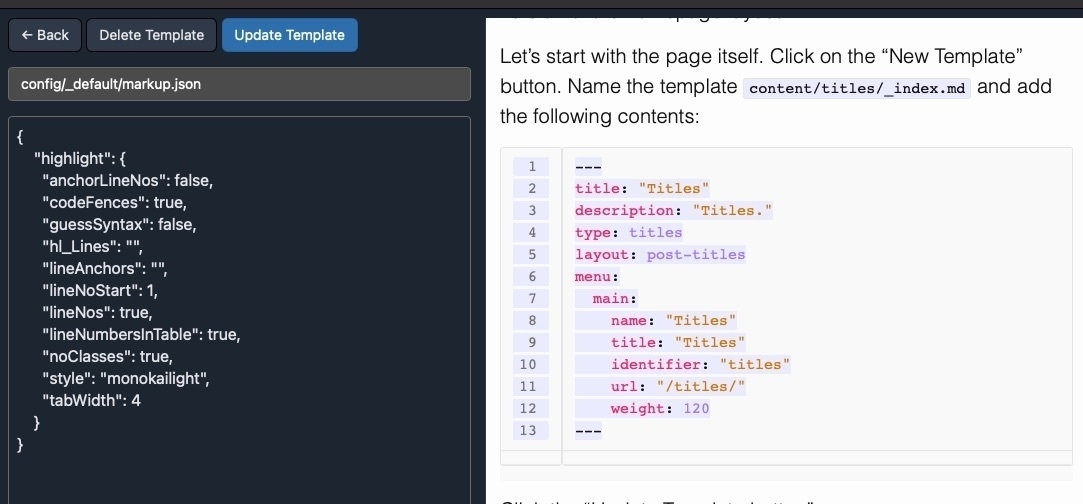 ← Back Delete Template Update Template
config/_default/markup.json
{
"highlight": {
"anchorLineNos": false,
"codeFences": true,
"guessSyntax": false,
"hl_Lines": "",
"lineAnchors": "",
"lineNoStart": 1,
"lineNos": true,
"lineNumbersInTable": true,
"noClasses": true,
"style": "monokailight",
"tabWidth": 4
}
}
Let’s start with the page itself. Click on the “New Template”
button. Name the template content/titles/_index.md and add
the following contents:
1 ---
2 title: "Titles"
3 description: "Titles."
4 type: titles
5 layout: post-titles
6 menu:
7 main:
8 name: "Titles"
9 title: "Titles"
10 identifier: "titles"
11 url: "/titles/"
12 weight: 120
13 ---